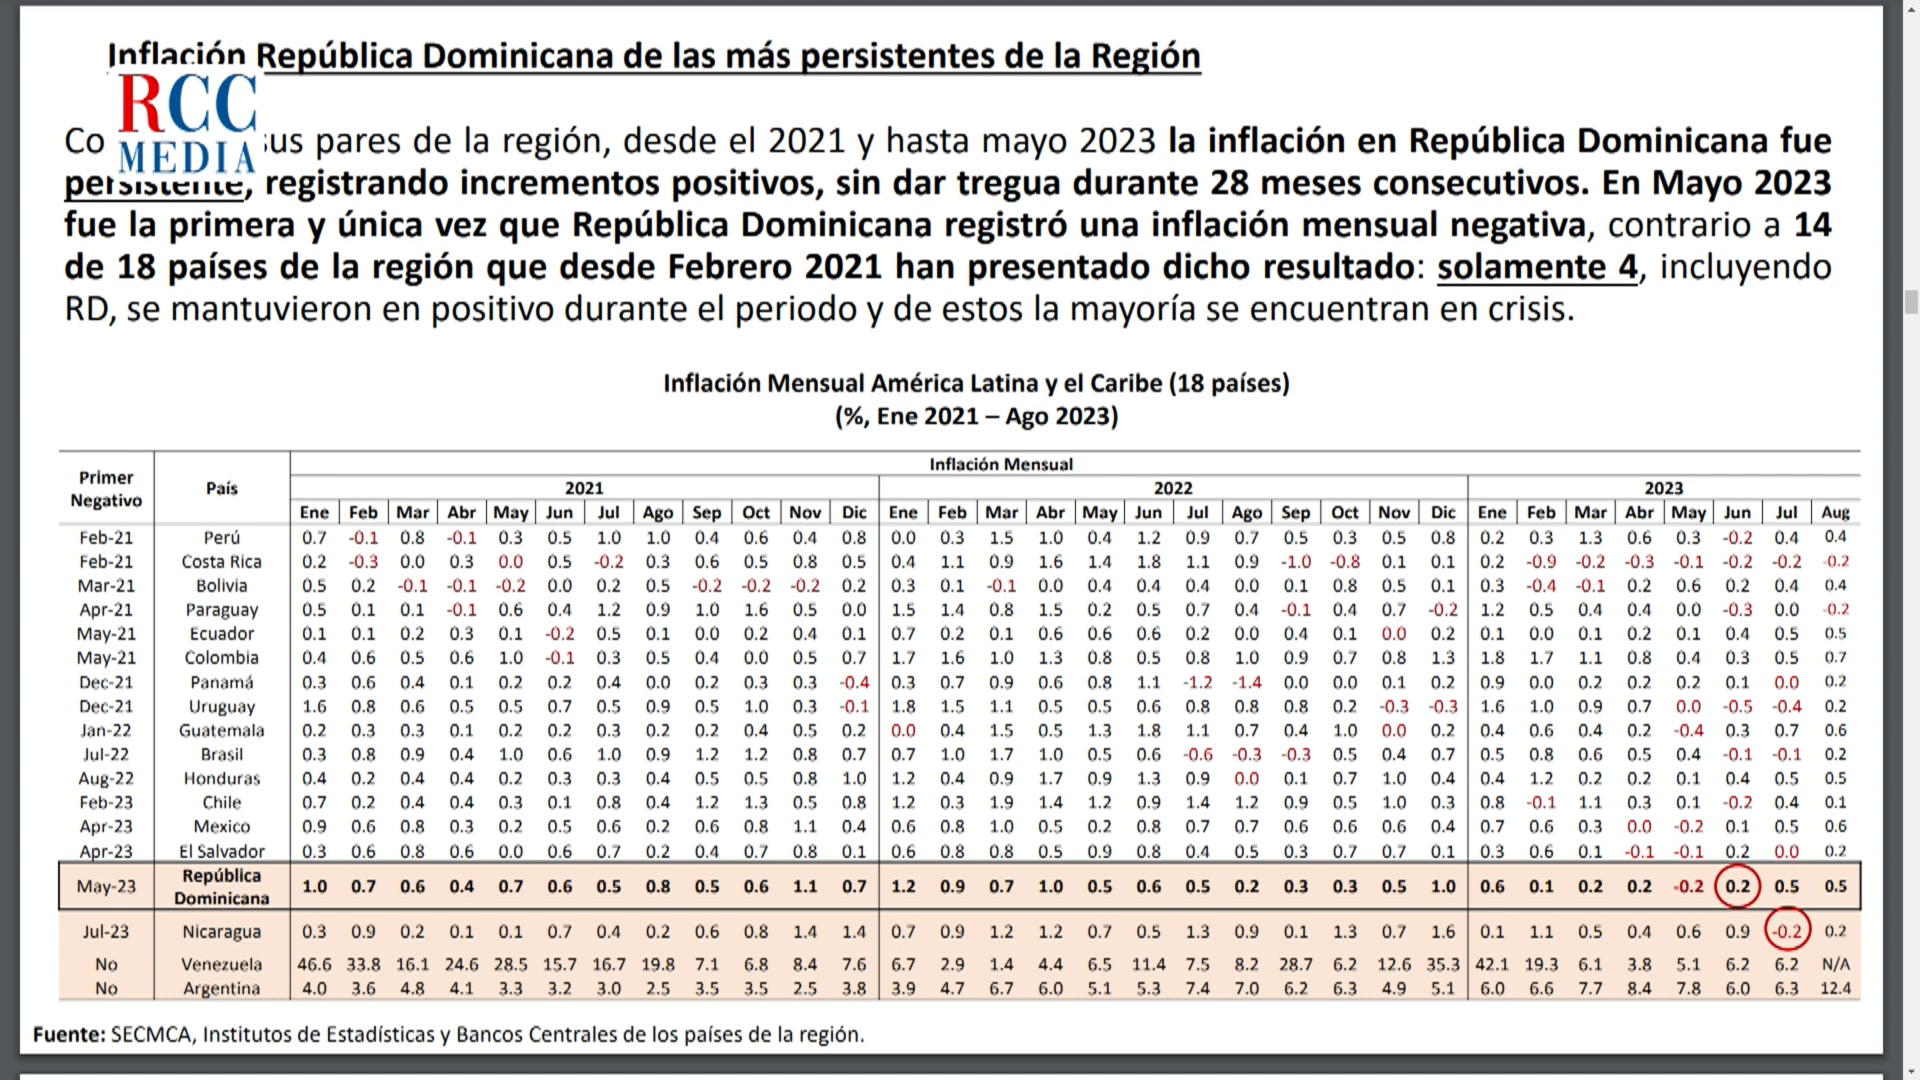 Inflación República Dominicana de las más persistentes de la Región
RCC
MEDIA
Co sus pares de la región, desde el 2021 y hasta mayo 2023 la inflación en República Dominicana fue
persistente, registrando incrementos positivos, sin dar tregua durante 28 meses consecutivos. En Mayo 2023
fue la primera y única vez que República Dominicana registró una inflación mensual negativa, contrario a 14
de 18 países de la región que desde Febrero 2021 han presentado dicho resultado: solamente 4, incluyendo
RD, se mantuvieron en positivo durante el periodo y de estos la mayoría se encuentran en crisis.
Inflación Mensual América Latina y el Caribe (18 países)
(%, Ene 2021 – Ago 2023)
Primer Negativo País Inflación Mensual
2021 2022 2023
Ene Feb Mar Abr May Jun Jul Ago Sep Oct Nov Dic Ene Feb Mar Abr May Jun Jul Ago Sep Oct Nov Dic Ene Feb Mar Abr May Jun Jul Aug
Feb-21 Perú 0.7 -0.1 0.8 -0.1 0.3 0.5 1.0 1.0 0.4 0.6 0.4 0.8 0.0 0.3 1.5 1.0 0.4 1.2 0.9 0.7 0.5 0.3 0.5 0.8 0.2 0.3 1.3 0.6 0.3 -0.2 0.4 0.4
Feb-21 Costa Rica 0.2 -0.3 0.0 0.3 0.0 0.5 -0.2 0.3 0.6 0.5 0.8 0.5 0.4 1.1 0.9 1.6 1.4 1.8 1.1 0.9 -1.0 -0.8 0.1 0.1 0.2 -0.9 -0.2 -0.3 -0.1 -0.2 -0.2 -0.2
Mar-21 Bolivia 0.5 0.2 -0.1 -0.1 -0.2 0.0 0.2 0.5 -0.2 -0.2 -0.2 0.2 0.3 0.1 -0.1 0.0 0.4 0.4 0.4 0.0 0.1 0.8 0.5 0.1 0.3 -0.4 -0.1 0.2 0.6 0.2 0.4 0.4
Apr-21 Paraguay 0.5 0.1 0.1 -0.1 0.6 0.4 1.2 0.9 1.0 1.6 0.5 0.0 1.5 1.4 0.8 1.5 0.2 0.5 0.7 0.4 -0.1 0.4 0.7 -0.2 1.2 0.5 0.4 0.4 0.0 -0.3 0.0 -0.2
May-21 Ecuador 0.1 0.1 0.2 0.3 0.1 -0.2 0.5 0.1 0.0 0.2 0.4 0.1 0.7 0.2 0.1 0.6 0.6 0.6 0.2 0.0 0.4 0.1 0.0 0.2 0.1 0.0 0.1 0.2 0.1 0.4 0.5 0.5
May-21 Colombia 0.4 0.6 0.5 0.6 1.0 -0.1 0.3 0.5 0.4 0.0 0.5 0.7 1.7 1.6 1.0 1.3 0.8 0.5 0.8 1.0 0.9 0.7 0.8 1.3 1.8 1.7 1.1 0.8 0.4 0.3 0.5 0.7
Dec-21 Panamá 0.3 0.6 0.4 0.1 0.2 0.2 0.4 0.0 0.2 0.3 0.3 -0.4 0.3 0.7 0.9 0.6 0.8 1.1 -1.2 -1.4 0.0 0.0 0.1 0.2 0.9 0.0 0.2 0.2 0.2 0.1 0.0 0.2
Dec-21 Uruguay 1.6 0.8 0.6 0.5 0.5 0.7 0.5 0.9 0.5 1.0 0.3 -0.1 1.8 1.5 1.1 0.5 0.5 0.6 0.8 0.8 0.8 0.2 -0.3 -0.3 1.6 1.0 0.9 0.7 0.0 -0.5 -0.4 0.2
Jan-22 Guatemala 0.2 0.3 0.3 0.1 0.2 0.2 0.3 0.2 0.2 0.4 0.5 0.2 0.0 0.4 1.5 0.5 1.3 1.8 1.1 0.7 0.4 1.0 0.0 0.2 0.4 0.6 0.4 0.2 -0.4 0.3 0.7 0.6
Jul-22 Brasil 0.3 0.8 0.9 0.4 1.0 0.6 1.0 0.9 1.2 1.2 0.8 0.7 0.7 1.0 1.7 1.0 0.5 0.6 -0.6 -0.3 -0.3 0.5 0.4 0.7 0.5 0.8 0.6 0.5 0.4 -0.1 -0.1 0.2
Aug-22 Honduras 0.4 0.2 0.4 0.4 0.2 0.3 0.3 0.4 0.5 0.5 0.8 1.0 1.2 0.4 0.9 1.7 0.9 1.3 0.9 0.0 0.1 0.7 1.0 0.4 0.4 1.2 0.2 0.2 0.1 0.4 0.5 0.5
Feb-23 Chile 0.7 0.2 0.4 0.4 0.3 0.1 0.8 0.4 1.2 1.3 0.5 0.8 1.2 0.3 1.9 1.4 1.2 0.9 1.4 1.2 0.9 0.5 1.0 0.3 0.8 -0.1 1.1 0.3 0.1 -0.2 0.4 0.1
Apr-23 Mexico 0.9 0.6 0.8 0.3 0.2 0.5 0.6 0.2 0.6 0.8 1.1 0.4 0.6 0.8 1.0 0.5 0.2 0.8 0.7 0.7 0.6 0.6 0.6 0.4 0.7 0.6 0.3 0.0 -0.2 0.1 0.5 0.6
Apr-23 El Salvador 0.3 0.6 0.8 0.6 0.0 0.6 0.7 0.2 0.4 0.7 0.8 0.1 0.6 0.8 0.8 0.5 0.9 0.8 0.4 0.5 0.3 0.7 0.7 0.1 0.3 0.6 0.1 -0.1 -0.1 0.2 0.0 0.2
May-23 República Dominicana 1.0 0.7 0.6 0.4 0.7 0.6 0.5 0.8 0.5 0.6 1.1 0.7 1.2 0.9 0.7 1.0 0.5 0.6 0.5 0.2 0.3 0.3 0.5 1.0 0.6 0.1 0.2 0.2 -0.2 0.2 0.5 0.5
Jul-23 Nicaragua 0.3 0.9 0.2 0.1 0.1 0.7 0.4 0.2 0.6 0.8 1.4 1.4 0.7 0.9 1.2 1.2 0.7 0.5 1.3 0.9 0.1 1.3 0.7 1.6 0.1 1.1 0.5 0.4 0.6 0.9 -0.2 0.2
No Venezuela 46.6 33.8 16.1 24.6 28.5 15.7 16.7 19.8 7.1 6.8 8.4 7.6 6.7 2.9 1.4 4.4 6.5 11.4 7.5 8.2 28.7 6.2 12.6 35.3 42.1 19.3 6.1 3.8 5.1 6.2 6.2 N/A
No Argentina 4.0 3.6 4.8 4.1 3.3 3.2 3.0 2.5 3.5 3.5 2.5 3.8 3.9 4.7 6.7 6.0 5.1 5.3 7.4 7.0 6.2 6.3 4.9 5.1 6.0 6.6 7.7 8.4 7.8 6.0 6.3 12.4
Fuente: SECMCA, Institutos de Estadísticas y Bancos Centrales de los países de la región.